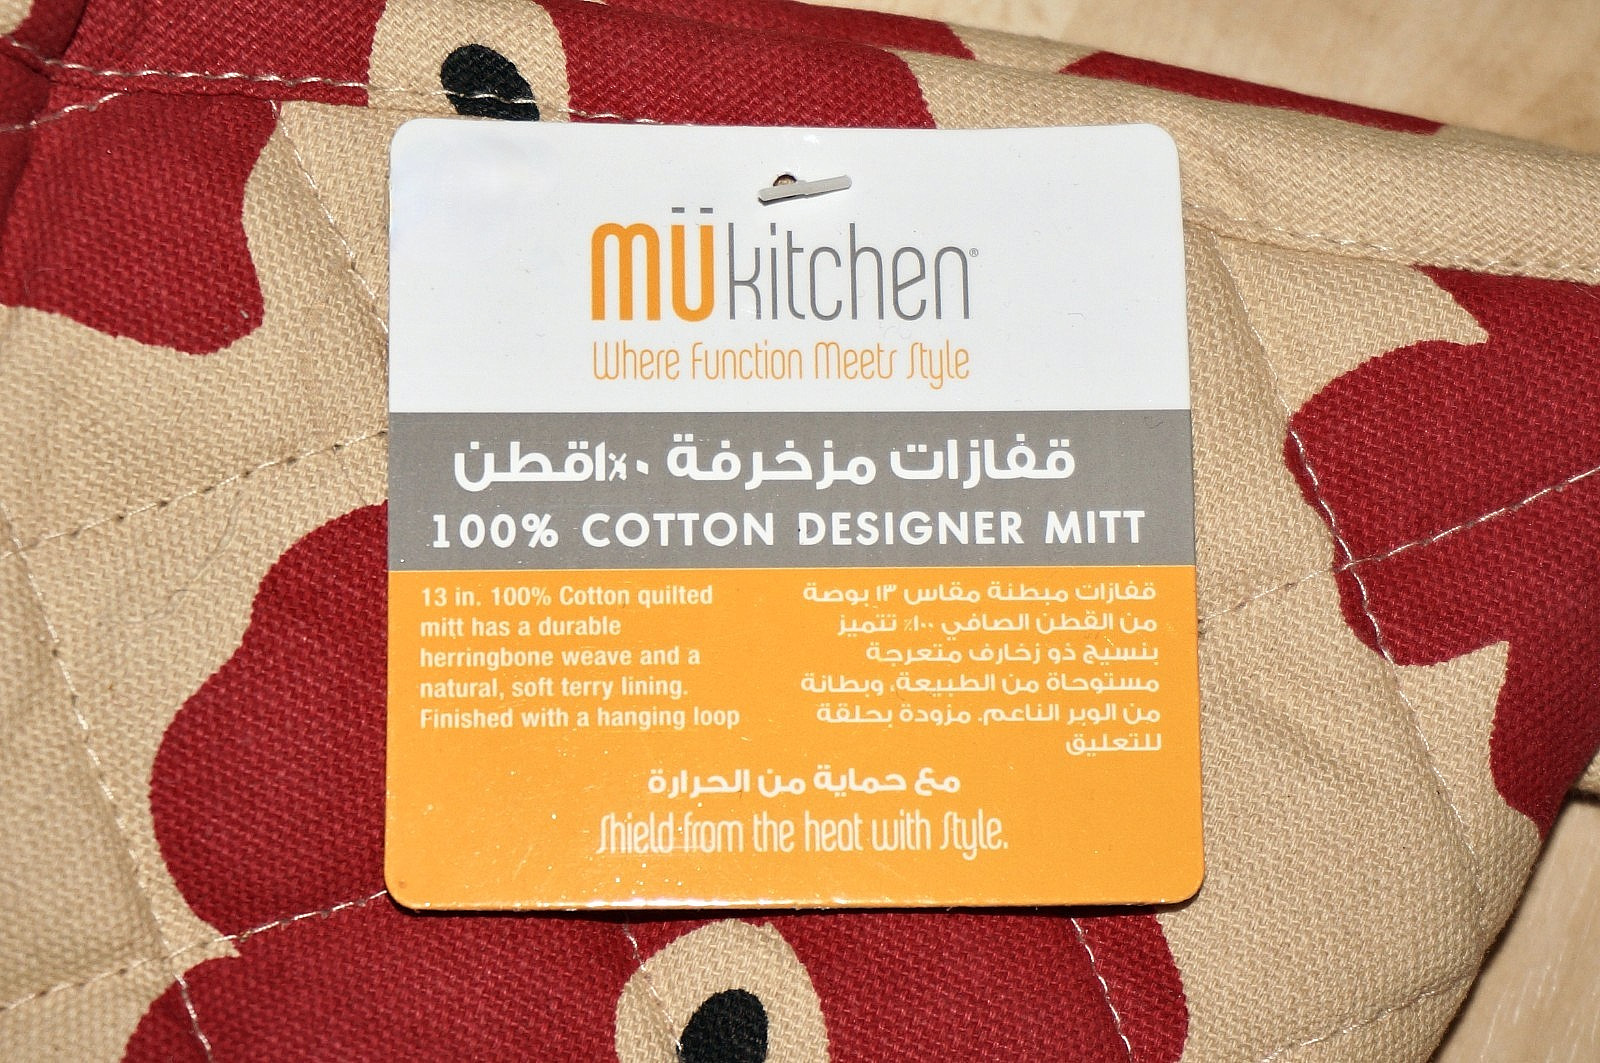 mükitchen®
Where Function Meets Style
قفازات مزخرفة ٠٪١قطن
100% COTTON DESIGNER MITT
13 in. 100% Cotton quilted
mitt has a durable
herringbone weave and a
natural, soft terry lining.
Finished with a hanging loop
قفازات مبطنة مقاس ١٣ بوصة
من القطن الصافي ١٠٠٪ تتميز
بنسيج ذو زخارف متعرجة
مستوحاة من الطبيعة، وبطانة
من الوبر الناعم. مزودة بحلقة
للتعليق
مع حماية من الحرارة
Shield from the heat with Style.